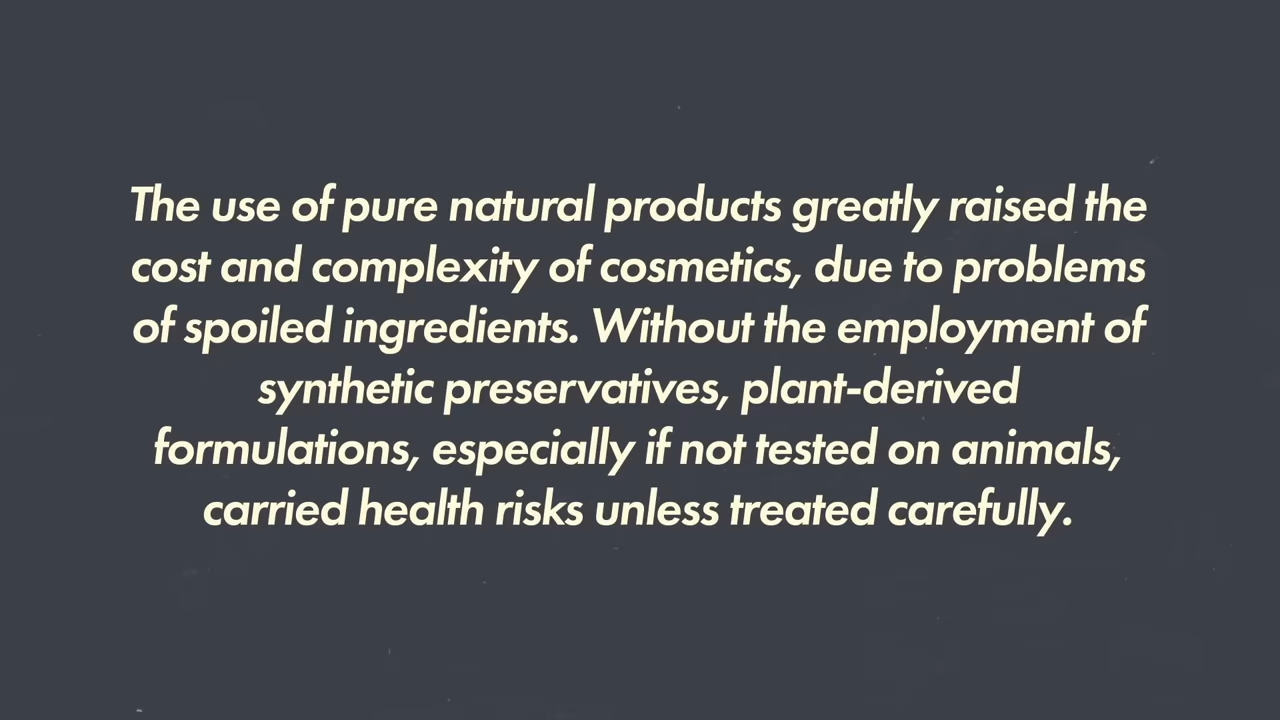 The use of pure natural products greatly raised the
cost and complexity of cosmetics, due to problems
of spoiled ingredients. Without the employment of
synthetic preservatives, plant-derived
formulations, especially if not tested on animals,
carried health risks unless treated carefully.